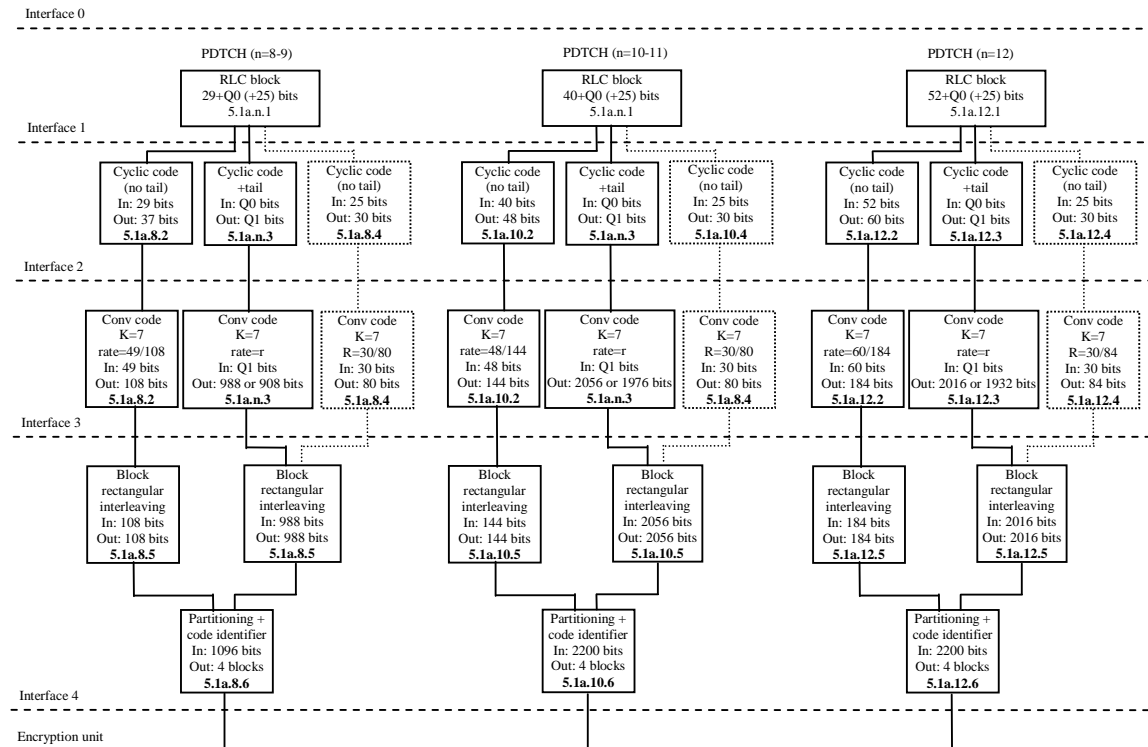 Interface 0
PDTCH (n=8-9)
RLC block
29+Q0 (+25) bits
5.1a.n.1
PDTCH (n=10-11)
RLC block
40+Q0 (+25) bits
5.1a.n.1
PDTCH (n=12)
RLC block
52+Q0 (+25) bits
5.1a.12.1
Interface 1
Cyclic code
(no tail)
In: 29 bits
Out: 37 bits
5.1a.8.2
Cyclic code
+tail
In: Q0 bits
Out: Q1 bits
5.1a.n.3
Cyclic code
(no tail)
In: 25 bits
Out: 30 bits
5.1a.8.4
Cyclic code
(no tail)
In: 40 bits
Out: 48 bits
5.1a.10.2
Cyclic code
+tail
In: Q0 bits
Out: Q1 bits
5.1a.n.3
Cyclic code
(no tail)
In: 25 bits
Out: 30 bits
5.1a.10.4
Cyclic code
(no tail)
In: 52 bits
Out: 60 bits
5.1a.12.2
Cyclic code
+tail
In: Q0 bits
Out: Q1 bits
5.1a.12.3
Cyclic code
(no tail)
In: 25 bits
Out: 30 bits
5.1a.12.4
Interface 2
Conv code
K=7
rate=49/108
In: 49 bits
Out: 108 bits
5.1a.8.2
Conv code
K=7
rate=r
In: Q1 bits
Out: 988 or 908 bits
5.1a.n.3
Conv code
K=7
R=30/80
In: 30 bits
Out: 80 bits
5.1a.8.4
Conv code
K=7
rate=48/144
In: 48 bits
Out: 144 bits
5.1a.10.2
Conv code
K=7
rate=r
In: Q1 bits
Out: 2056 or 1976 bits
5.1a.n.3
Conv code
K=7
R=30/80
In: 30 bits
Out: 80 bits
5.1a.8.4
Conv code
K=7
rate=60/184
In: 60 bits
Out: 184 bits
5.1a.12.2
Conv code
K=7
rate=r
In: Q1 bits
Out: 2016 or 1932 bits
5.1a.12.3
Conv code
K=7
R=30/84
In: 30 bits
Out: 84 bits
5.1a.12.4
Interface 3
Block
rectangular
interleaving
In: 108 bits
Out: 108 bits
5.1a.8.5
Block
rectangular
interleaving
In: 988 bits
Out: 988 bits
5.1a.8.5
Block
rectangular
interleaving
In: 144 bits
Out: 144 bits
5.1a.10.5
Block
rectangular
interleaving
In: 2056 bits
Out: 2056 bits
5.1a.10.5
Block
rectangular
interleaving
In: 184 bits
Out: 184 bits
5.1a.12.5
Block
rectangular
interleaving
In: 2016 bits
Out: 2016 bits
5.1a.12.5
Partitioning +
code identifier
In: 1096 bits
Out: 4 blocks
5.1a.8.6
Partitioning +
code identifier
In: 2200 bits
Out: 4 blocks
5.1a.10.6
Partitioning +
code identifier
In: 2200 bits
Out: 4 blocks
5.1a.12.6
Interface 4
Encryption unit